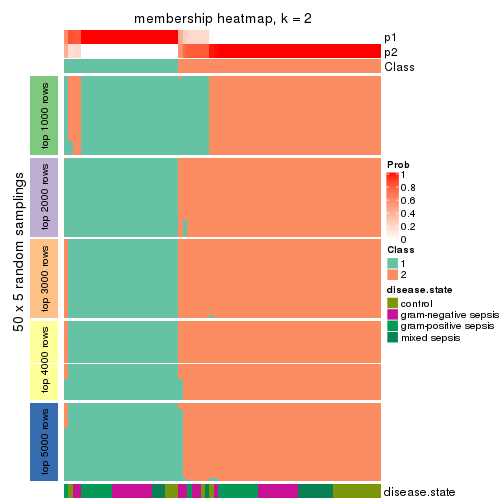 membership heatmap, k = 2
p1
p2
Class
50 x 5 random samplings
top 1000 rows
top 2000 rows
top 3000 rows
top 4000 rows
top 5000 rows
Prob
1
0.8
0.6
0.4
0.2
0
Class
1
2
disease.state
control
gram-negative sepsis
gram-positive sepsis
mixed sepsis
disease.state